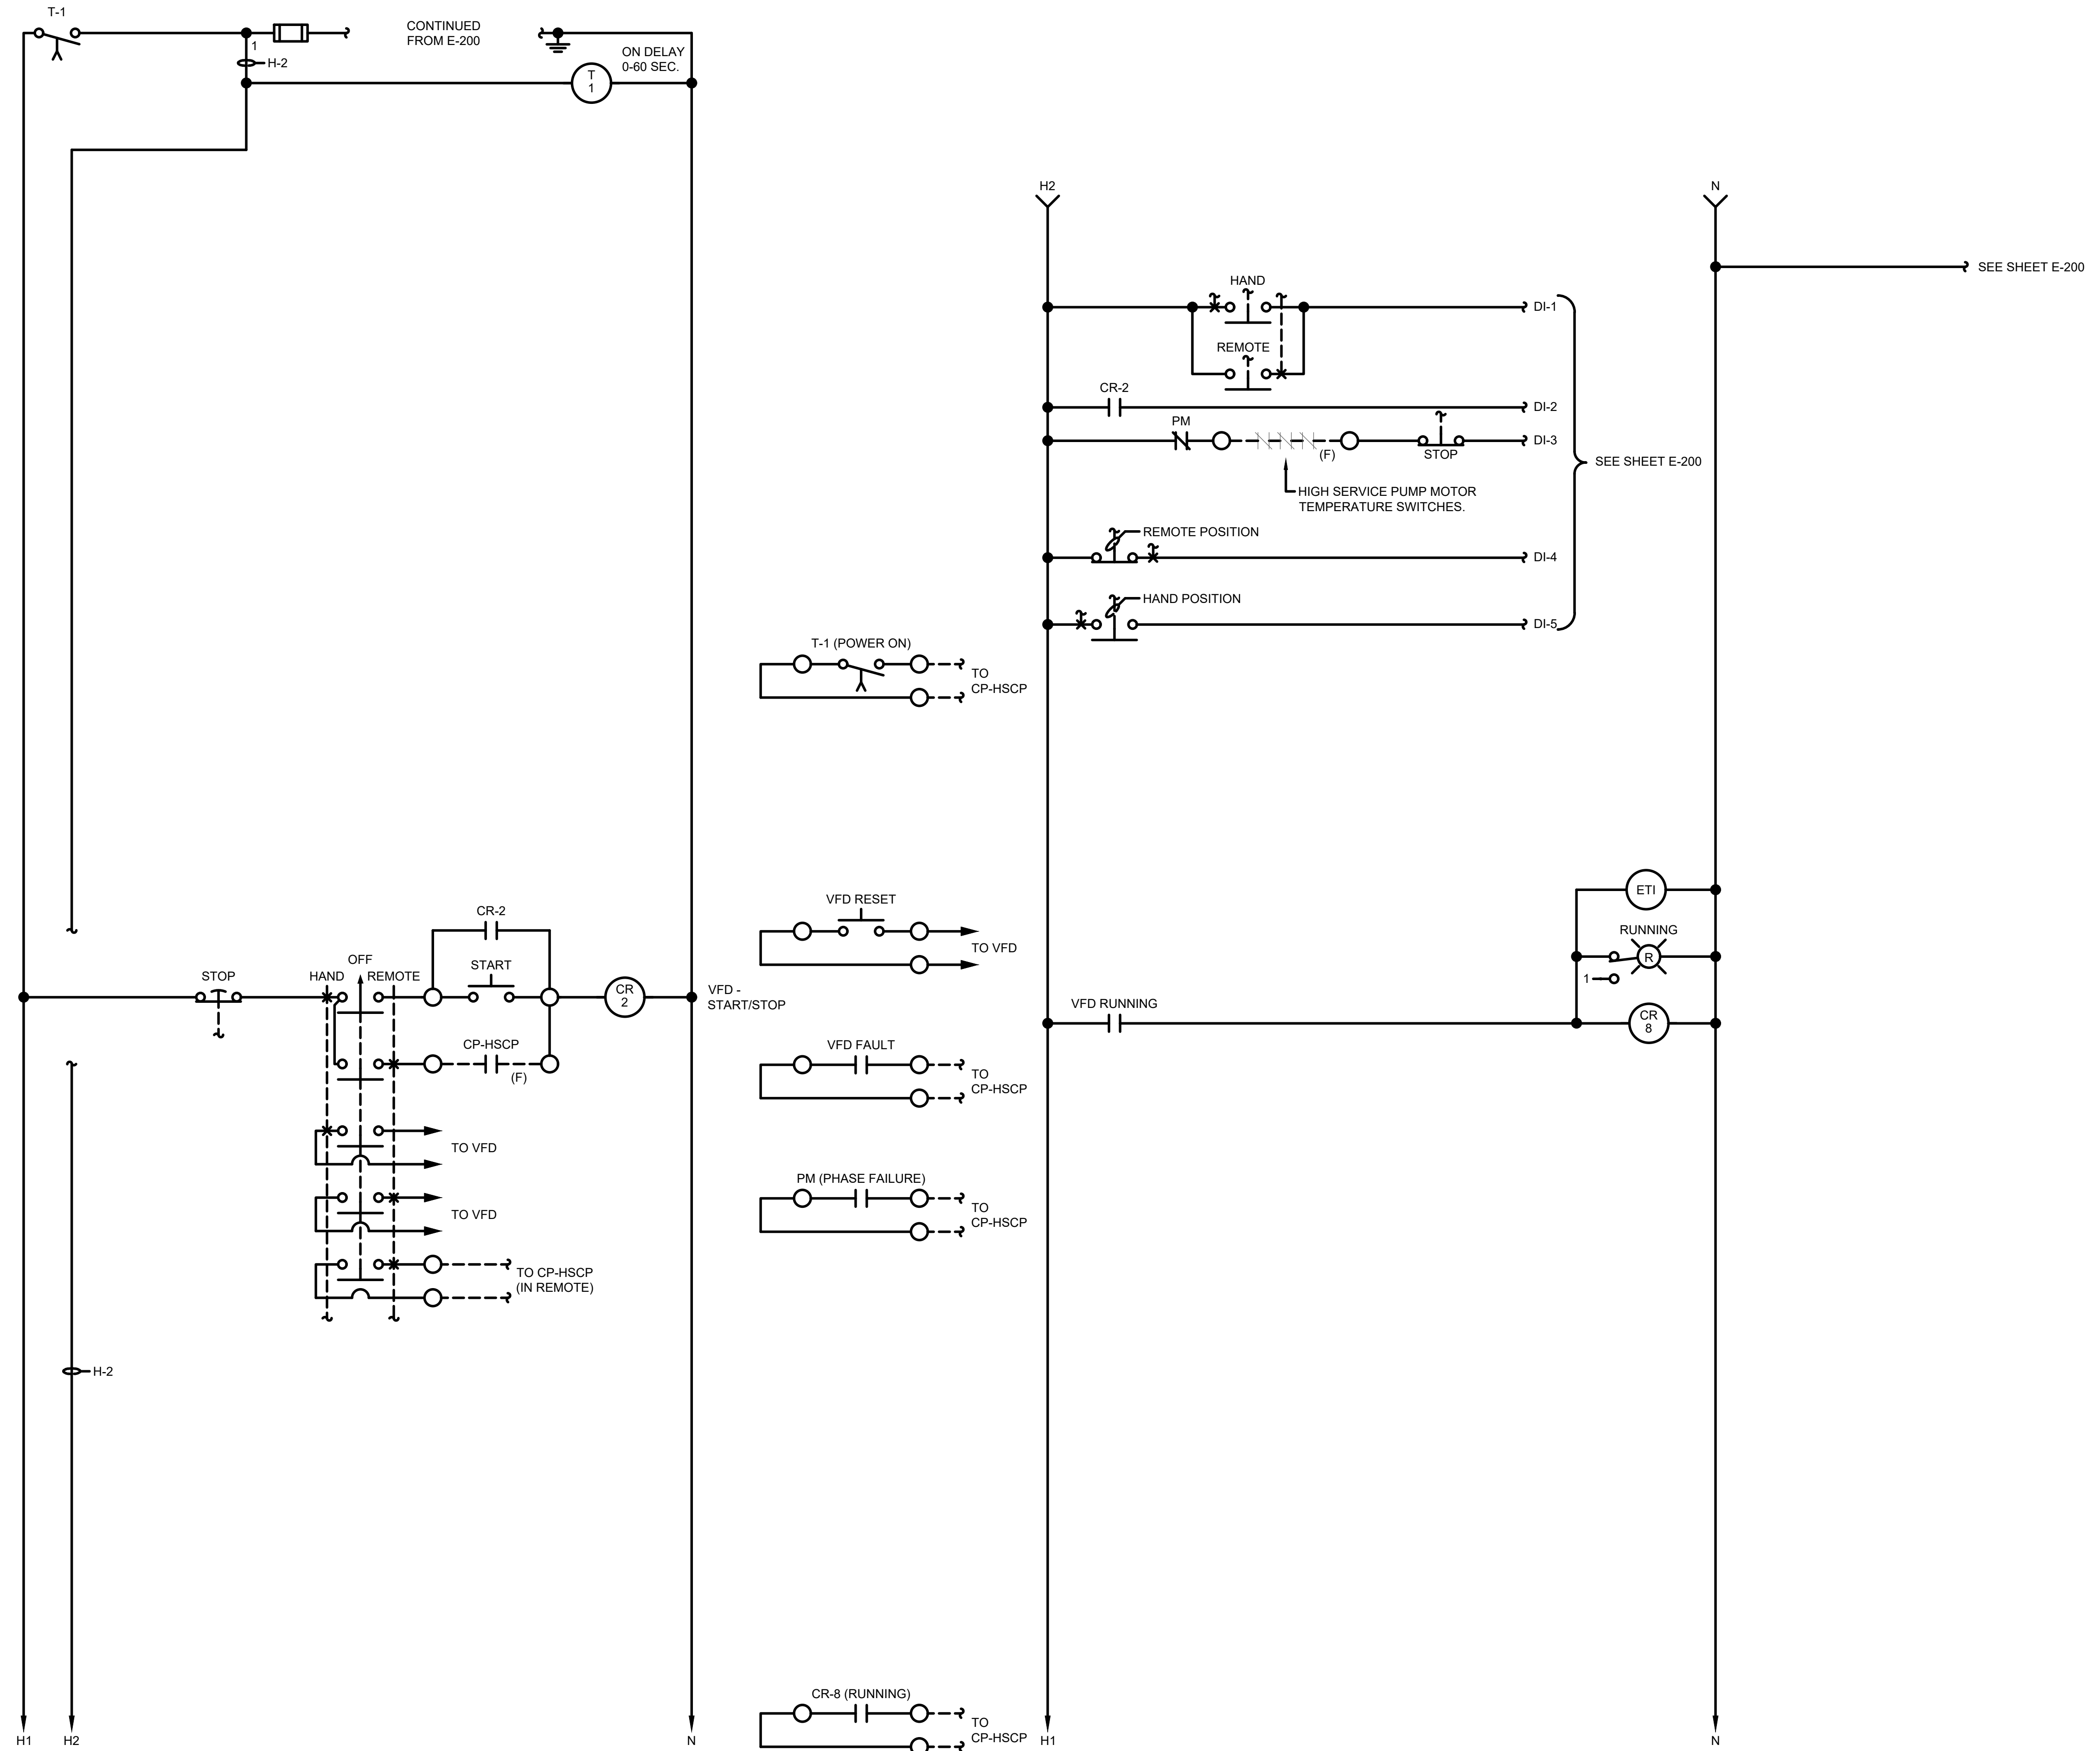 T-1
1
H-2
CONTINUED
FROM E-200
ON DELAY
0-60 SEC.
T
1
H2
N
SEE SHEET E-200
HAND
DI-1
REMOTE
CR-2
DI-2
PM
(F)
STOP
DI-3
SEE SHEET E-200
HIGH SERVICE PUMP MOTOR
TEMPERATURE SWITCHES.
REMOTE POSITION
DI-4
HAND POSITION
DI-5
T-1 (POWER ON)
TO
CP-HSCP
STOP
HAND
OFF
REMOTE
CR-2
START
CR
2
VFD -
START/STOP
CP-HSCP
(F)
TO VFD
TO VFD
TO CP-HSCP
(IN REMOTE)
H-2
VFD RESET
TO VFD
VFD FAULT
TO
CP-HSCP
PM (PHASE FAILURE)
TO
CP-HSCP
VFD RUNNING
ETI
RUNNING
R
1
CR
8
CR-8 (RUNNING)
TO
CP-HSCP
H1
H2
N
H1
N